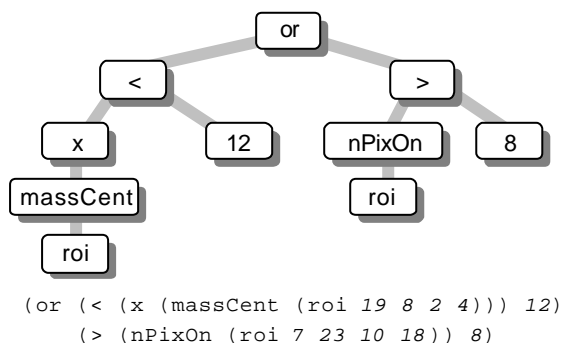 or
< >
x 12 nPixOn 8
massCent roi
roi
(or (< (x (massCent (roi 19 8 2 4))) 12)
(> (nPixOn (roi 7 23 10 18)) 8)